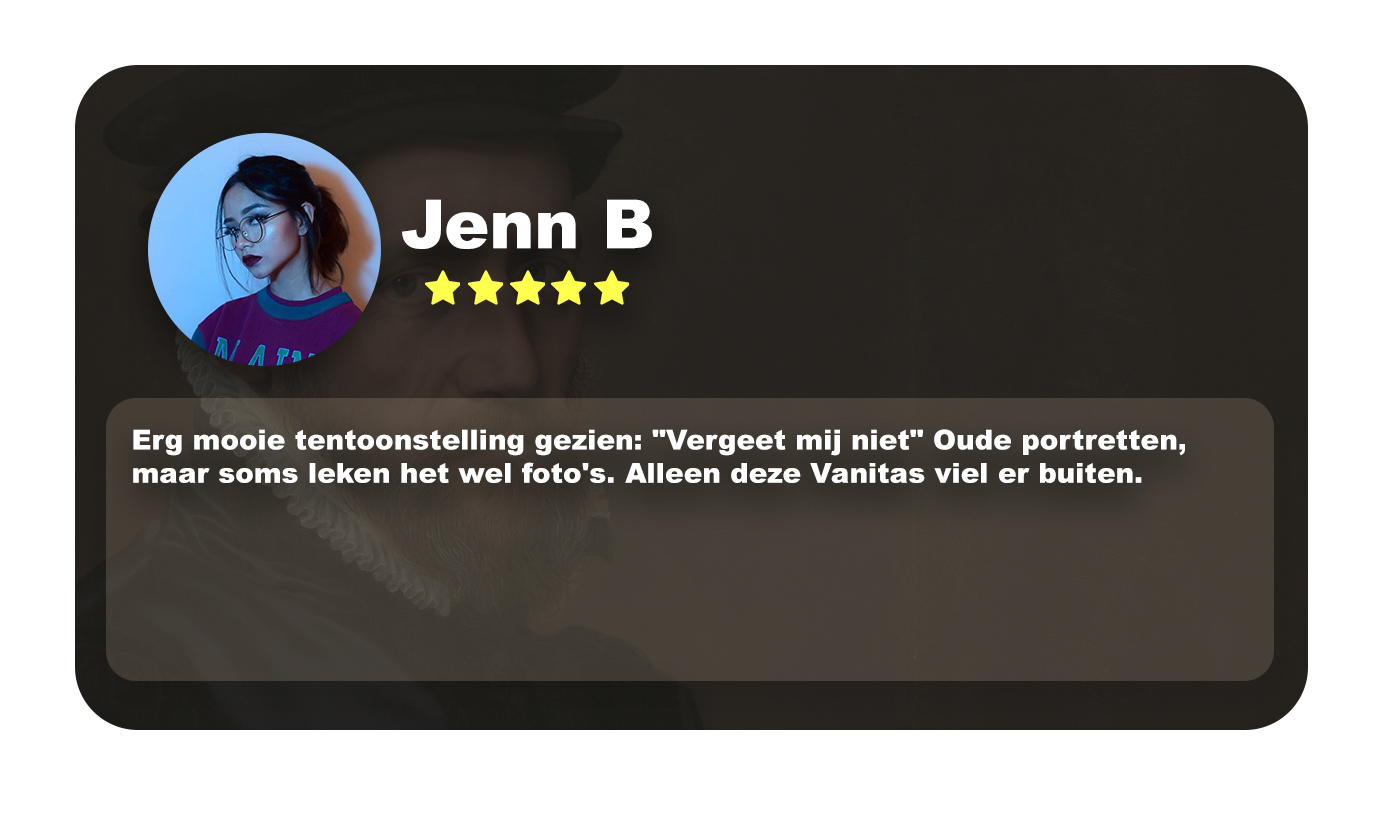 Jenn B
Erg mooie tentoonstelling gezien: "Vergeet mij niet" Oude portretten,
maar soms leken het wel foto's. Alleen deze Vanitas viel er buiten.